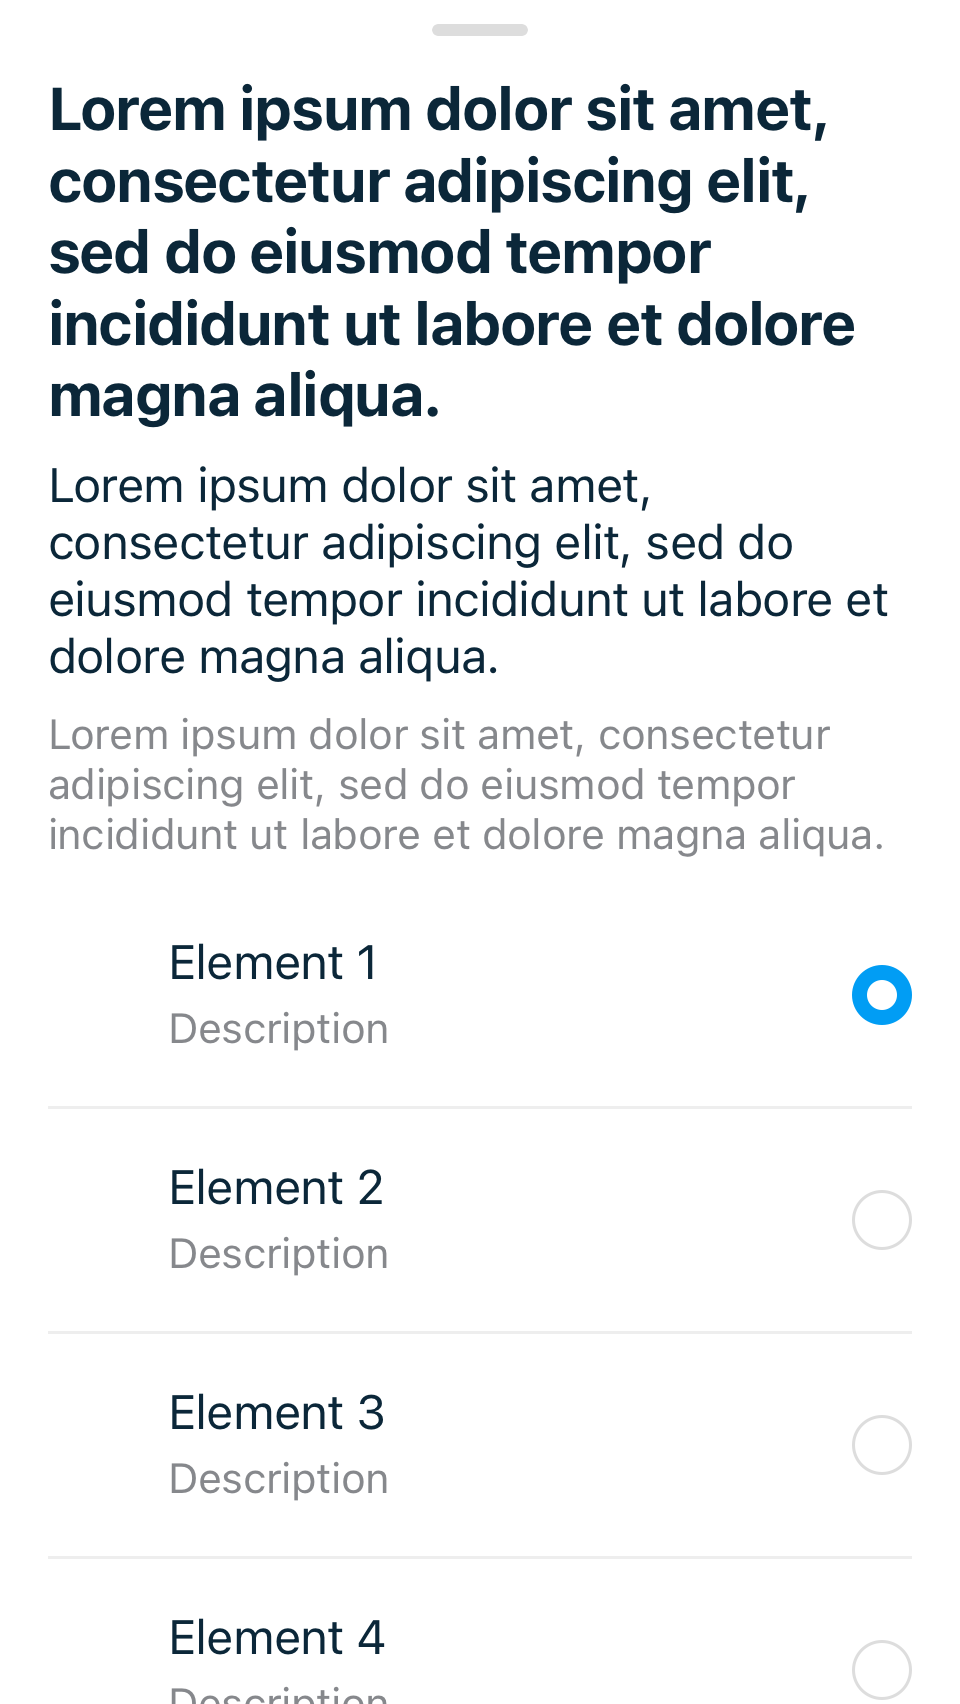 Lorem ipsum dolor sit amet,
consectetur adipiscing elit,
sed do eiusmod tempor
incididunt ut labore et dolore
magna aliqua.
Lorem ipsum dolor sit amet,
consectetur adipiscing elit, sed do
eiusmod tempor incididunt ut labore et
dolore magna aliqua.
Lorem ipsum dolor sit amet, consectetur
adipiscing elit, sed do eiusmod tempor
incididunt ut labore et dolore magna aliqua.
Element 1
Description
Element 2
Description
Element 3
Description
Element 4
Description